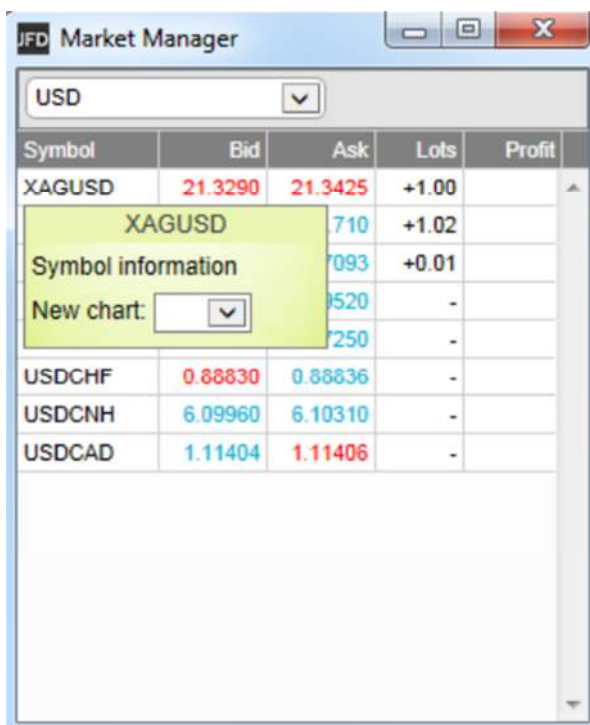 JFD Market Manager
USD
Symbol Bid Ask Lots Profit
XAGUSD 21.3290 21.3425 +1.00
XAGUSD
.710 +1.02
Symbol information
7093 +0.01
New chart:
9520 -
7250 -
USDCHF 0.88830 0.88836 -
USDCNH 6.09960 6.10310 -
USDCAD 1.11404 1.11406 -